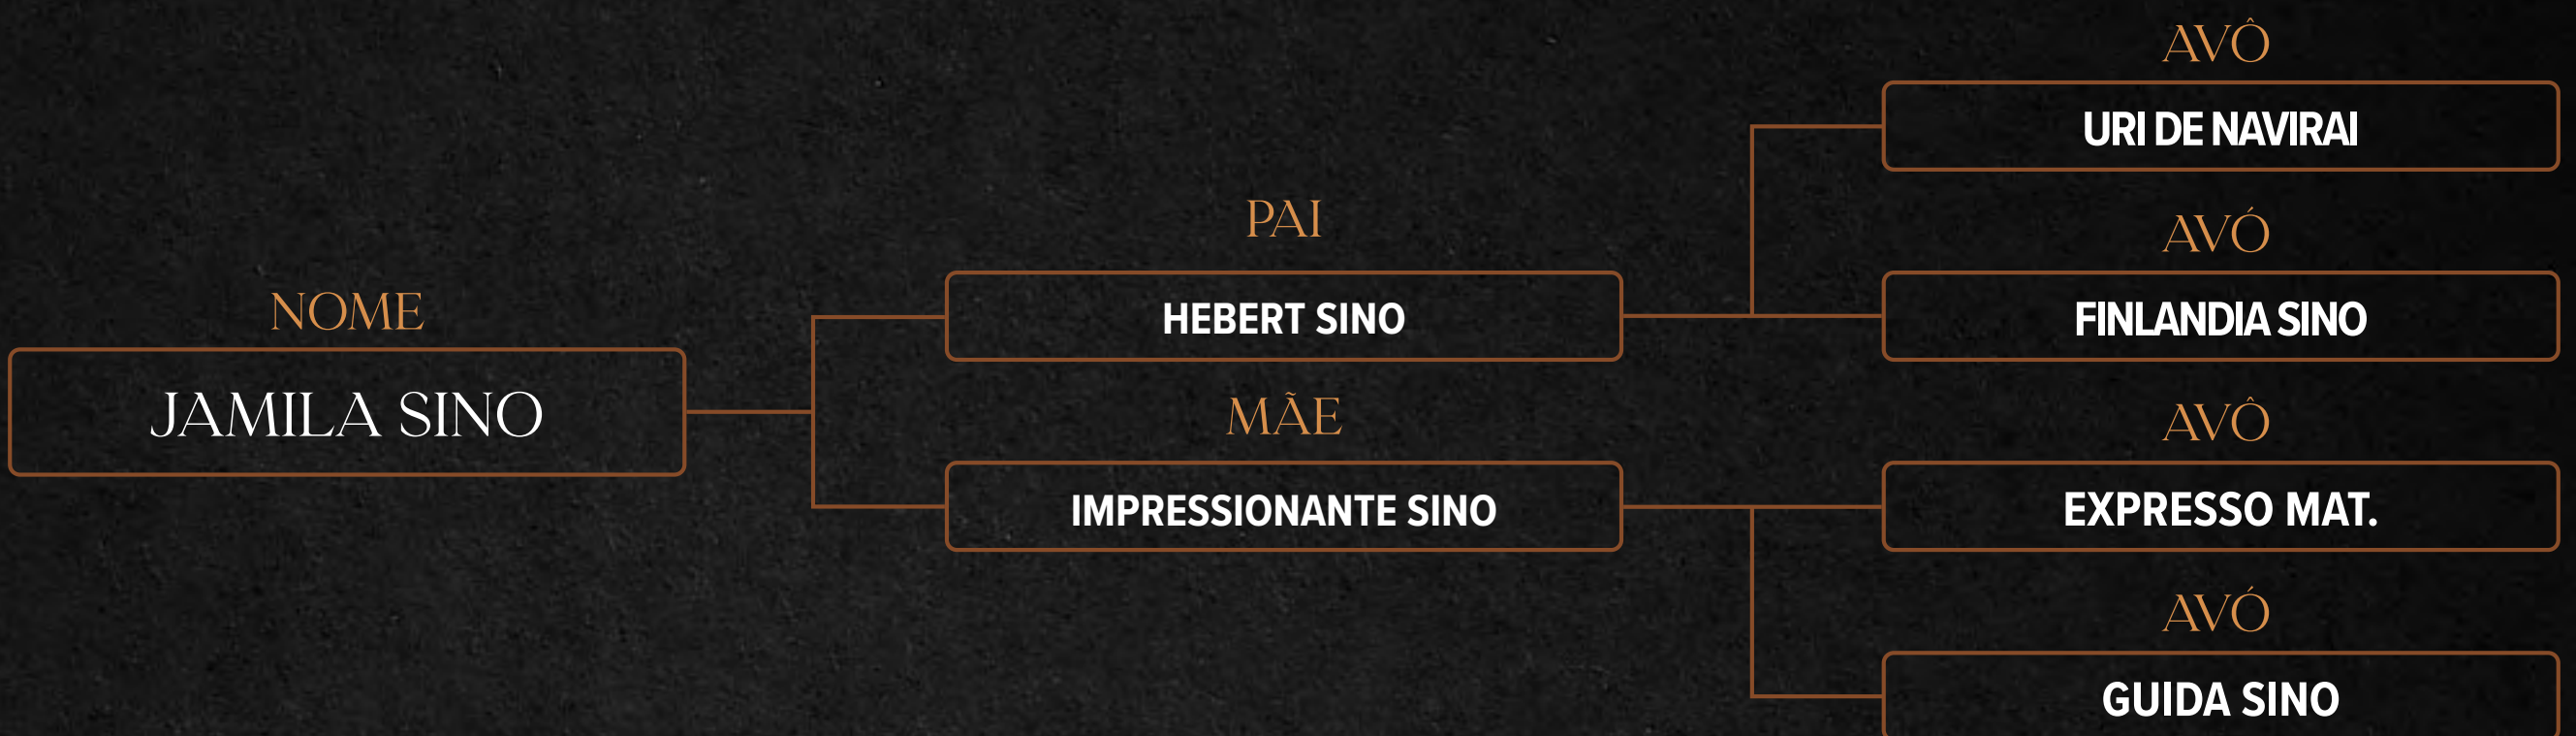 NOME
JAMILA SINO
PAI
HEBERT SINO
MÃE
IMPRESSIONANTE SINO
AVÔ
URI DE NAVIRAI
AVÓ
FINLANDIA SINO
AVÔ
EXPRESSO MAT.
AVÓ
GUIDA SINO